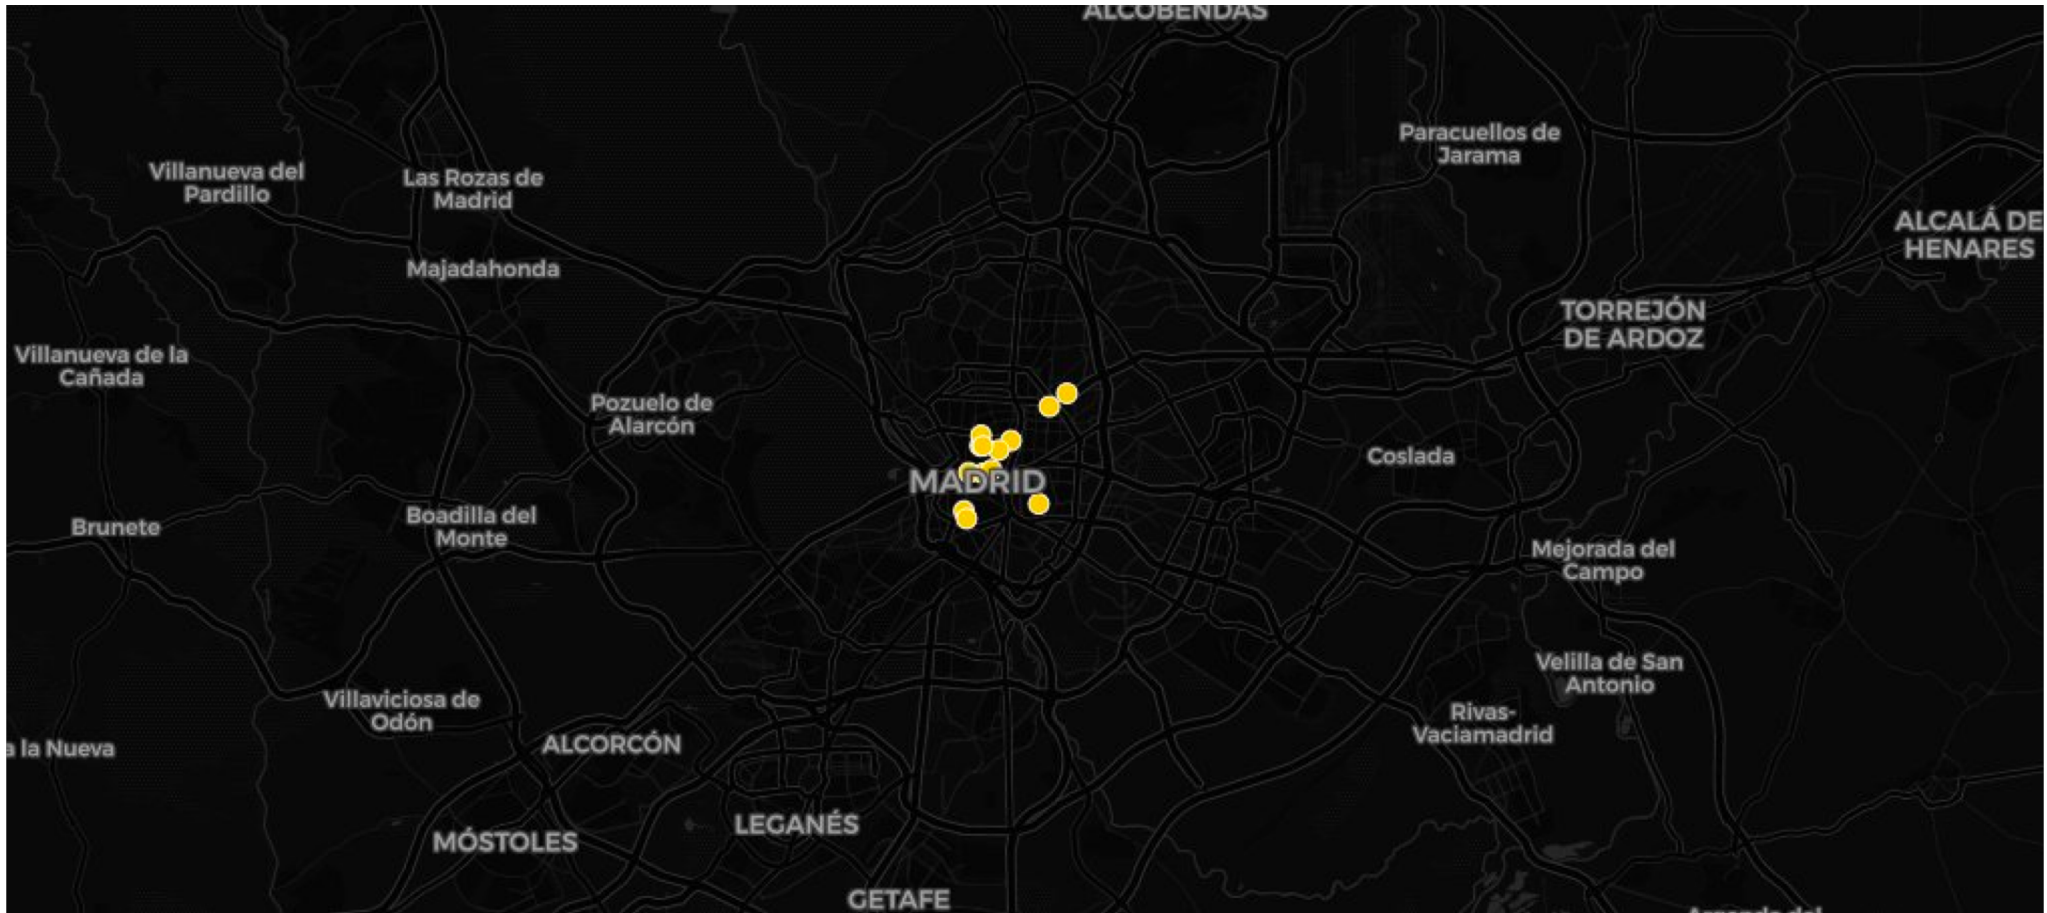 ALCOBENDAS
Paracuellos de
Jarama
Villanueva del
Pardillo
Las Rozas de
Madrid
ALCALÁ DE
HENARES
Majadahonda
TORREJÓN
DE ARDOZ
Villanueva de la
Cañada
Pozuelo de
Alarcón
Coslada
MADRID
Brunete
Boadilla del
Monte
Mejorada del
Campo
Velilla de San
Antonio
Villaviciosa de
Odón
Rivas-
Vaciamadrid
ALCORCÓN
a la Nueva
LEGANÉS
MÓSTOLES
GETAFE